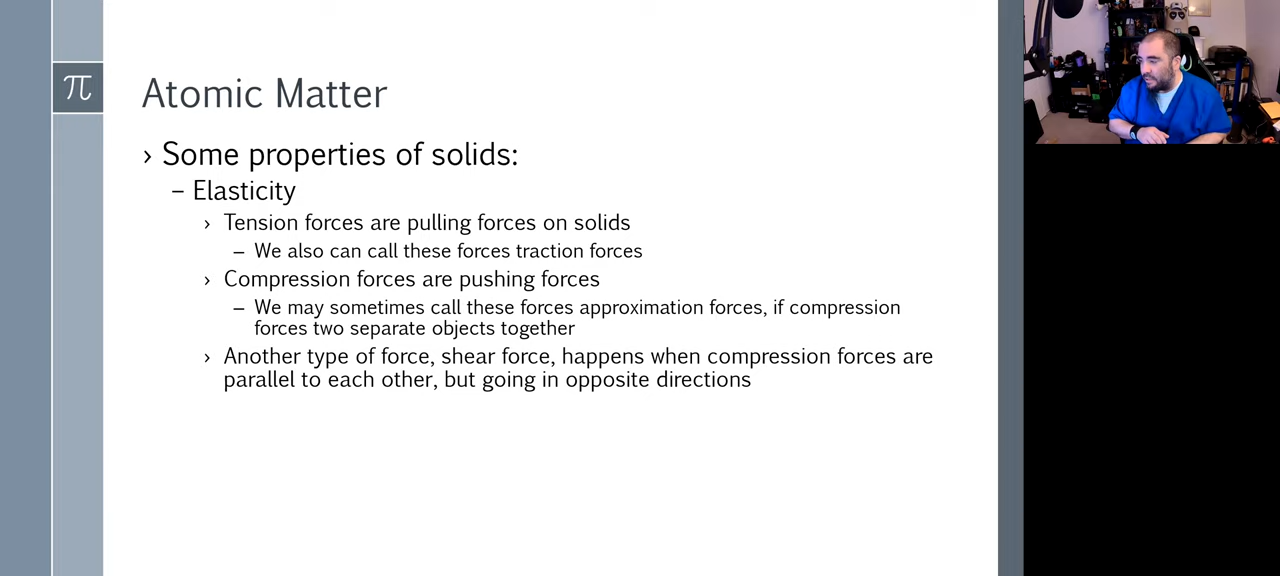 π
Atomic Matter
› Some properties of solids:
– Elasticity
› Tension forces are pulling forces on solids
– We also can call these forces traction forces
› Compression forces are pushing forces
– We may sometimes call these forces approximation forces, if compression
forces two separate objects together
› Another type of force, shear force, happens when compression forces are
parallel to each other, but going in opposite directions